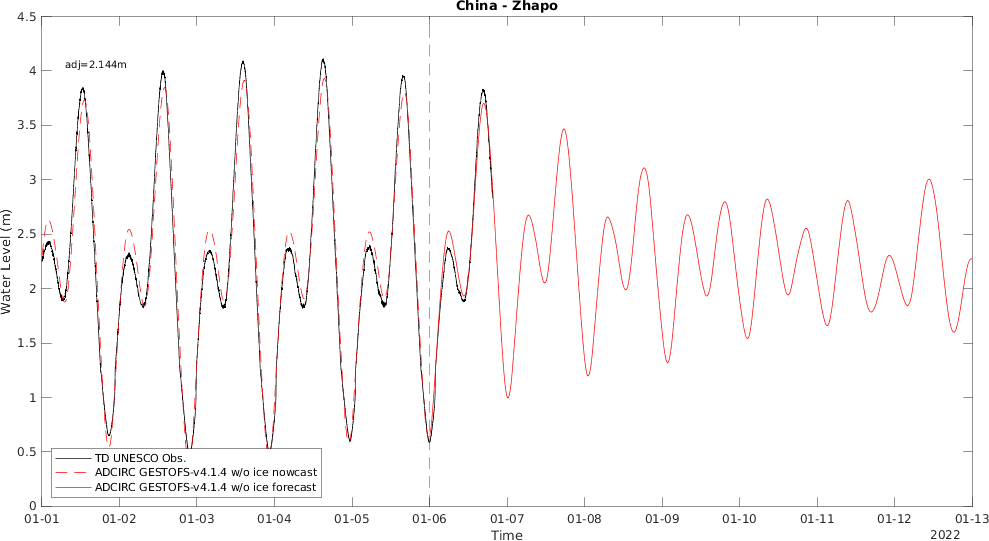 China - Zhapo
4.5
4
3.5
3
2.5
2
1.5
1
0.5
0
Water Level (m)
adj=2.144m
TD UNESCO Obs.
ADCIRC GESTOFS-v4.1.4 w/o ice nowcast
ADCIRC GESTOFS-v4.1.4 w/o ice forecast
01-01 01-02 01-03 01-04 01-05 01-06 01-07 01-08 01-09 01-10 01-11 01-12 01-13
Time
2022